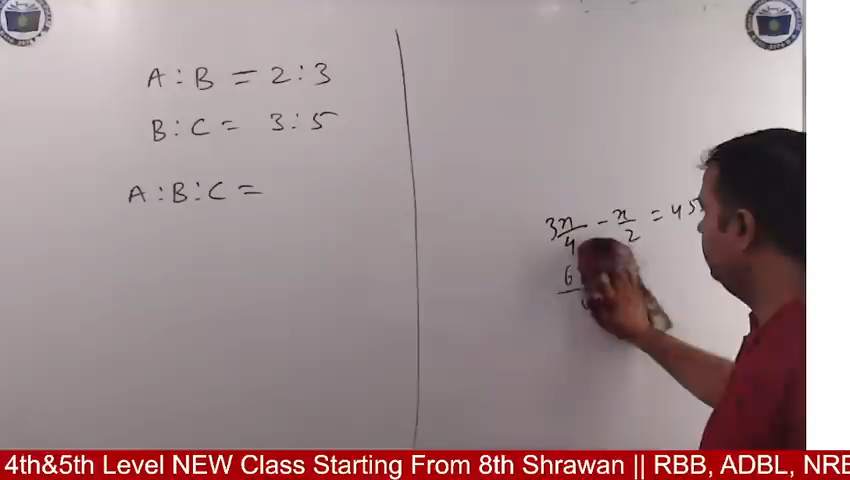 A : B = 2 : 3
B : C = 3 : 5
A : B : C =
3x/4 - x/2 = 45
6
4th&5th Level NEW Class Starting From 8th Shrawan || RBB, ADBL, NRB